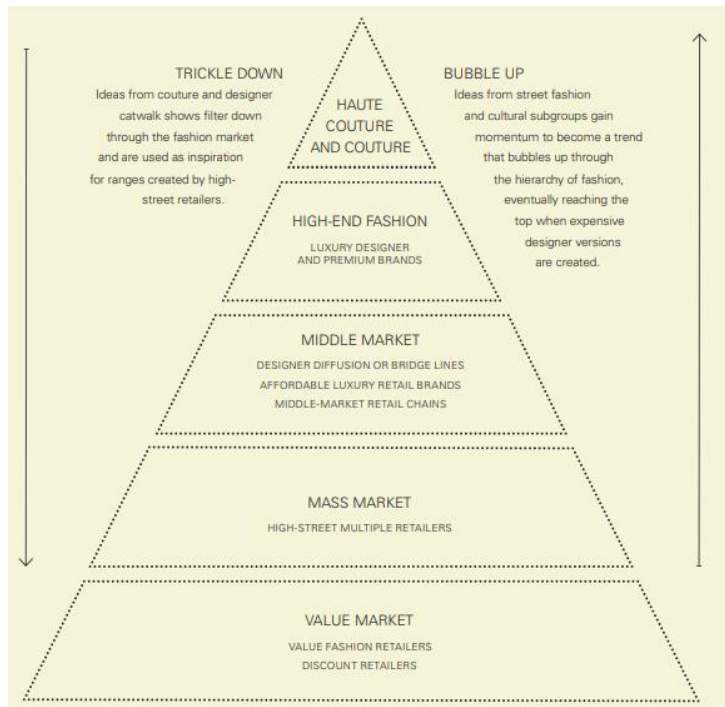 TRICKLE DOWN
Ideas from couture and designer
catwalk shows filter down
through the fashion market
and are used as inspiration
for ranges created by high-
street retailers.
BUBBLE UP
Ideas from street fashion
and cultural subgroups gain
momentum to become a trend
that bubbles up through
the hierarchy of fashion,
eventually reaching the
top when expensive
designer versions
are created.
HAUTE
COUTURE
AND COUTURE
HIGH-END FASHION
LUXURY DESIGNER
AND PREMIUM BRANDS
MIDDLE MARKET
DESIGNER DIFFUSION OR BRIDGE LINES
AFFORDABLE LUXURY RETAIL BRANDS
MIDDLE-MARKET RETAIL CHAINS
MASS MARKET
HIGH-STREET MULTIPLE RETAILERS
VALUE MARKET
VALUE FASHION RETAILERS
DISCOUNT RETAILERS